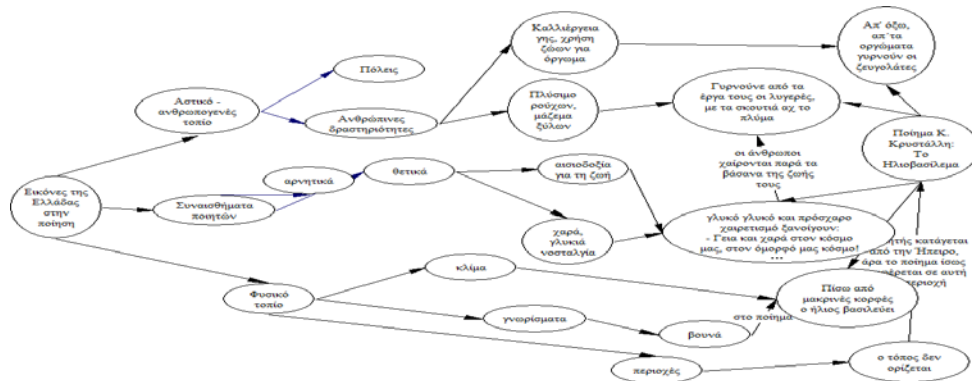 Καλλιέργεια
γης, χρήση
ζώων για
όργωμα
Απ' όξω,
απ΄τα
οργώματα
γυρνούν οι
ζευγολάτες
Πόλεις
Αστικό -
ανθρωπογενές
τοπίο
Ανθρώπινες
δραστηριότητες
Πλύσιμο
ρούχων,
μάζεμα
ξύλων
Γυρνούνε από τα
έργα τους οι λυγερές,
με τα σκουτιά αχ το
πλύμα
Ποίημα Κ.
Κρυστάλλη:
Το
Ηλιοβασίλεμα
οι άνθρωποι
χαίρονται παρά τα
βάσανα της ζωής
τους
Εικόνες της
Ελλάδας
στην
ποίηση
Συναισθήματα
ποιητών
αρνητικά
θετικά
αισιοδοξία
για τη ζωή
χαρά,
γλυκιά
νοσταλγία
γλυκό γλυκό και πρόσχαρο
χαιρετισμό ξανοίγουν:
- Γεια και χαρά στον κόσμο
μας, στον όμορφό μας κόσμο!
...
κατάγεται
από την Ήπειρο,
άρα το ποίημα ίσως
σε αυτή
Φυσικό
τοπίο
κλίμα
Πίσω από
μακρινές κορφές
ο ήλιος βασιλεύει
γνωρίσματα
βουνά
στο ποίημα
περιοχές
ο τόπος δεν
ορίζεται